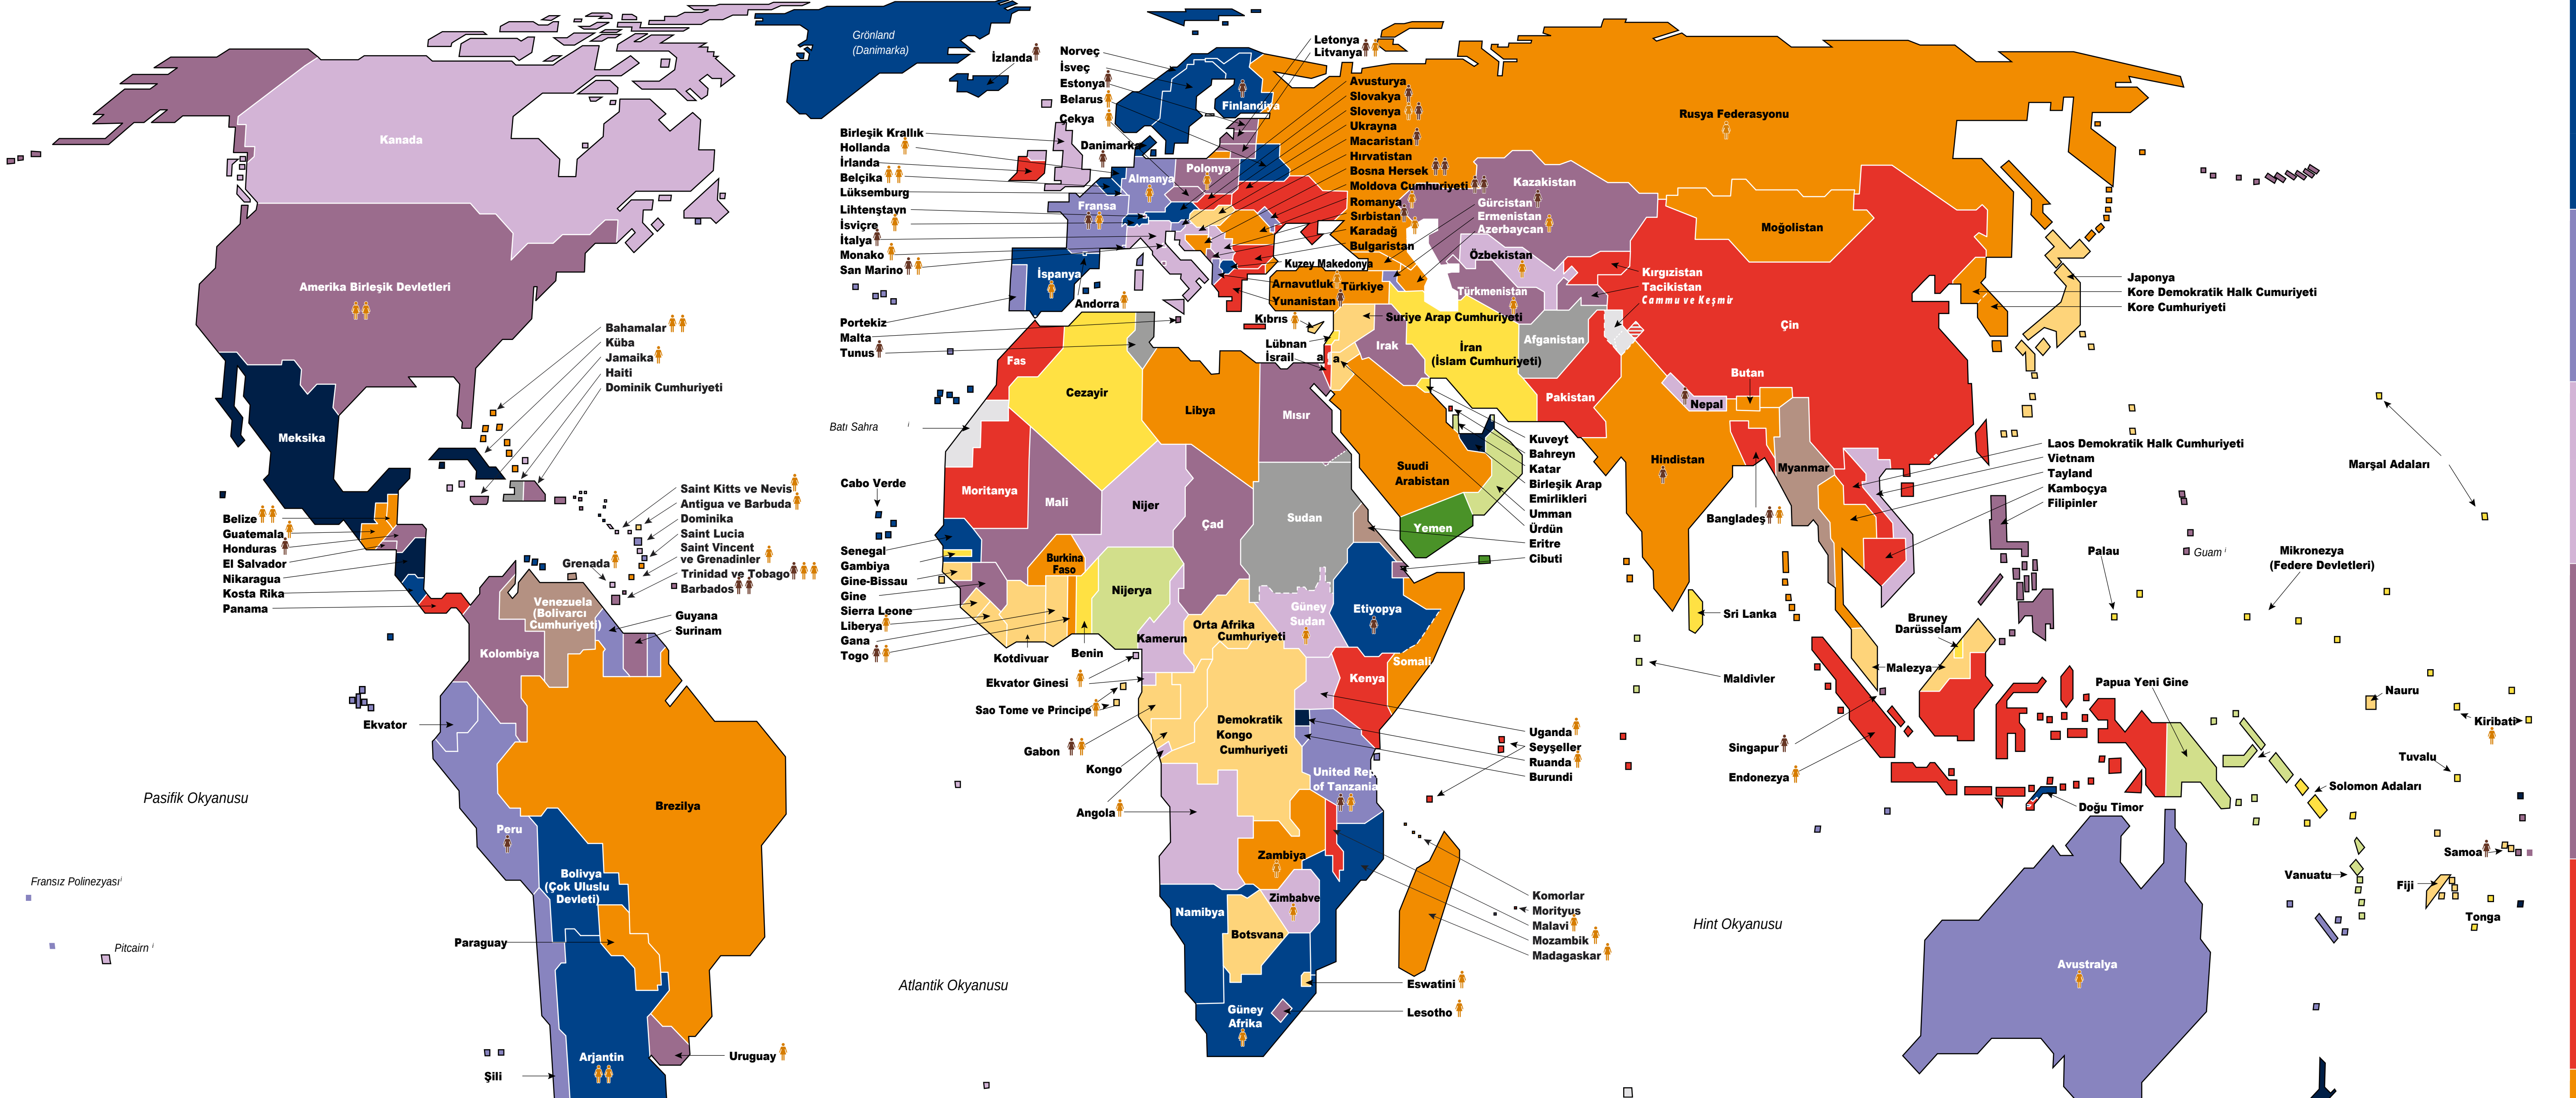 Grönland
(Danimarka)
İzlanda
Norveç
İsveç
Estonya
Belarus
Çekya
Danimarka
Finlandiya
Letonya
Litvanya
Avusturya
Slovakya
Slovenya
Ukrayna
Macaristan
Hırvatistan
Bosna Hersek
Moldova Cumhuriyeti
Romanya
Sırbistan
Karadağ
Bulgaristan
Kuzey Makedonya
Arnavutluk
Yunanistan
Türkiye
Kıbrıs
Suriye Arap Cumhuriyeti
Lübnan
İsrail
a
a
Gürcistan
Ermenistan
Azerbaycan
Rusya Federasyonu
Kazakistan
Moğolistan
Özbekistan
Türkmenistan
Kırgızistan
Tacikistan
Cammu ve Keşmir
Japonya
Kore Demokratik Halk Cumuriyeti
Kore Cumhuriyeti
Çin
Afganistan
İran
(İslam Cumhuriyeti)
Irak
Pakistan
Nepal
Butan
Hindistan
Bangladeş
Myanmar
Laos Demokratik Halk Cumhuriyeti
Vietnam
Tayland
Kamboçya
Filipinler
Sri Lanka
Maldivler
Bruney
Darüsselam
Malezya
Singapur
Endonezya
Doğu Timor
Papua Yeni Gine
Palau
Guam i
Mikronezya
(Federe Devletleri)
Marşal Adaları
Nauru
Kiribati
Tuvalu
Solomon Adaları
Samoa
Vanuatu
Fiji
Tonga
Avustralya
Hint Okyanusu
Kanada
Amerika Birleşik Devletleri
Meksika
Bahamalar
Küba
Jamaika
Haiti
Dominik Cumhuriyeti
Saint Kitts ve Nevis
Antigua ve Barbuda
Dominika
Saint Lucia
Saint Vincent
ve Grenadinler
Trinidad ve Tobago
Barbados
Grenada
Belize
Guatemala
Honduras
El Salvador
Nikaragua
Kosta Rika
Panama
Venezuela
(Bolivarcı
Cumhuriyeti)
Guyana
Surinam
Kolombiya
Ekvator
Peru
Brezilya
Bolivya
(Çok Uluslu
Devleti)
Paraguay
Uruguay
Şili
Arjantin
Pasifik Okyanusu
Fransız Polinezyası i
Pitcairn i
Birleşik Krallık
Hollanda
İrlanda
Belçika
Lüksemburg
Lihtenştayn
İsviçre
İtalya
Monako
San Marino
Portekiz
Malta
Tunus
Almanya
Polonya
Fransa
İspanya
Andorra
Fas
Cezayir
Libya
Mısır
Batı Sahra i
Moritanya
Mali
Nijer
Çad
Sudan
Cabo Verde
Senegal
Gambiya
Gine-Bissau
Gine
Sierra Leone
Liberya
Gana
Togo
Burkina
Faso
Kotdivuar
Benin
Nijerya
Kamerun
Orta Afrika
Cumhuriyeti
Güney
Sudan
Etiyopya
Somali
Kenya
Ekvator Ginesi
Sao Tome ve Principe
Gabon
Kongo
Angola
Demokratik
Kongo
Cumhuriyeti
United Rep
of Tanzania
Zambiya
Zimbabve
Namibya
Botsvana
Güney
Afrika
Suudi
Arabistan
Yemen
Kuveyt
Bahreyn
Katar
Birleşik Arap
Emirlikleri
Umman
Ürdün
Eritre
Cibuti
Uganda
Seyşeller
Ruanda
Burundi
Komorlar
Morityus
Malavi
Mozambik
Madagaskar
Eswatini
Lesotho
Atlantik Okyanusu